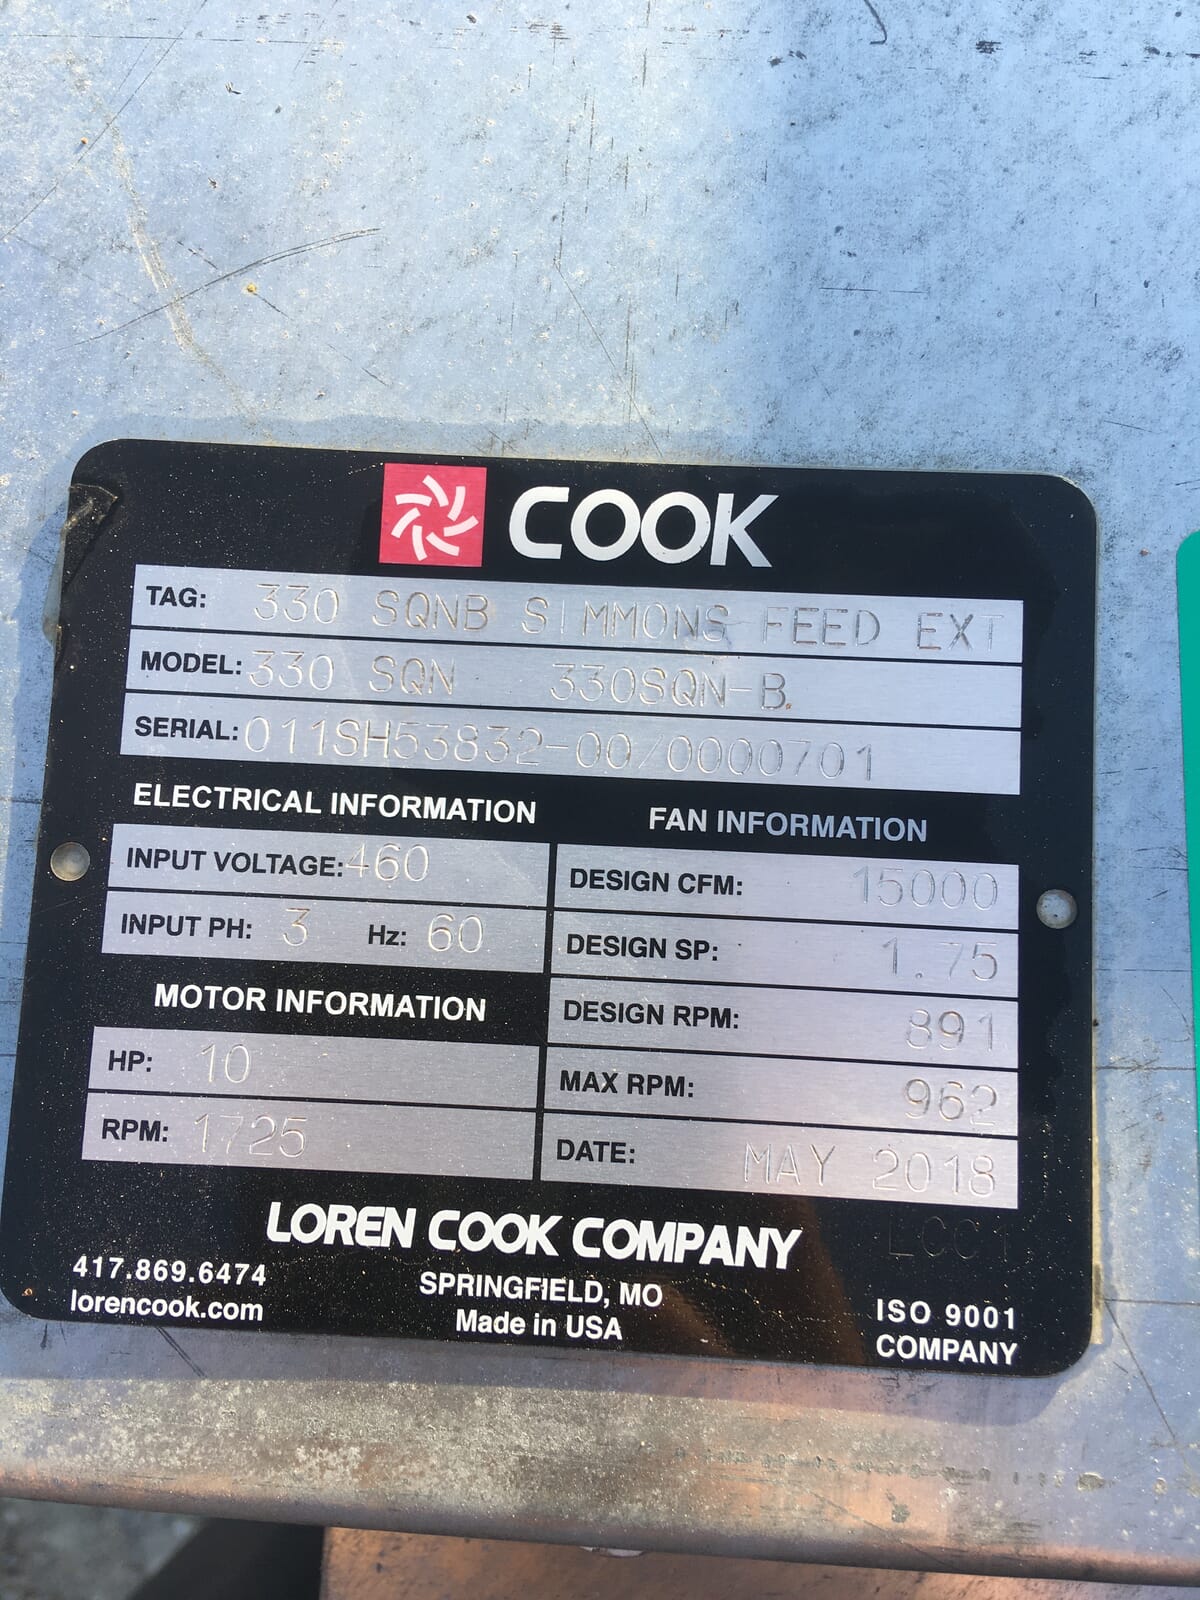 COOK
TAG: 330 SQNB SIMMONS FEED EXT
MODEL: 330 SQN 330SQN-B
SERIAL: 011SH53832-00/0000701
ELECTRICAL INFORMATION
INPUT VOLTAGE: 460
INPUT PH: 3 Hz: 60
MOTOR INFORMATION
HP: 10
RPM: 1725
FAN INFORMATION
DESIGN CFM: 15000
DESIGN SP: 1.75
DESIGN RPM: 891
MAX RPM: 962
DATE: MAY 2018
LCC1
LOREN COOK COMPANY
417.869.6474
lorencook.com
SPRINGFIELD, MO
Made in USA
ISO 9001
COMPANY